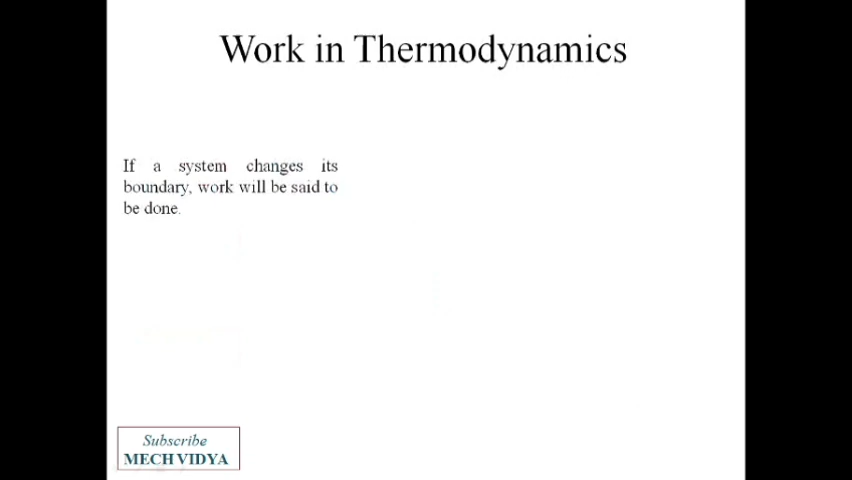 Work in Thermodynamics
If a system changes its
boundary, work will be said to
be done.
Subscribe
MECH VIDYA